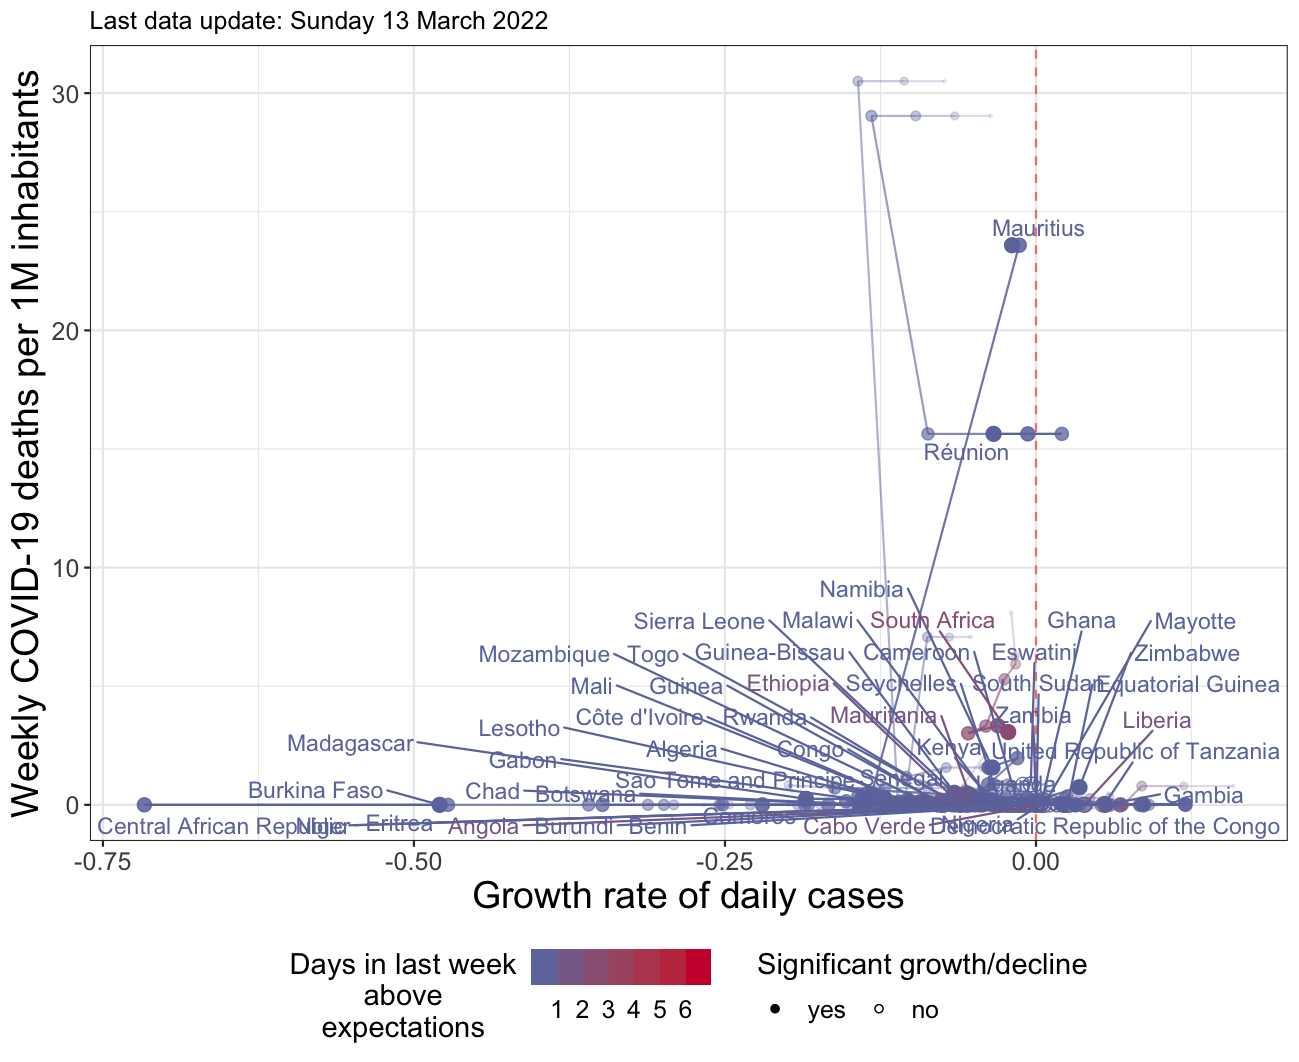 Last data update: Sunday 13 March 2022
Weekly COVID-19 deaths per 1M inhabitants
30
20
10
0
Mauritius
Réunion
Namibia
Sierra Leone Malawi South Africa Ghana Mayotte
Mozambique Togo Guinea-Bissau Cameroon Eswatini Zimbabwe
Mali Guinea Ethiopia Seychelles South Sudan Equatorial Guinea
Côte d'Ivoire Rwanda Mauritania Zambia Liberia
Lesotho
Madagascar Algeria Congo Kenya United Republic of Tanzania
Gabon
Sao Tome and Principe Senegal
Burkina Faso Chad Botswana Gambia
Comoros
Central African Republic Niger Eritrea Angola Burundi Benin Cabo Verde Nigeria Democratic Republic of the Congo
-0.75 -0.50 -0.25 0.00
Growth rate of daily cases
Days in last week
above
expectations
1 2 3 4 5 6
Significant growth/decline
yes no